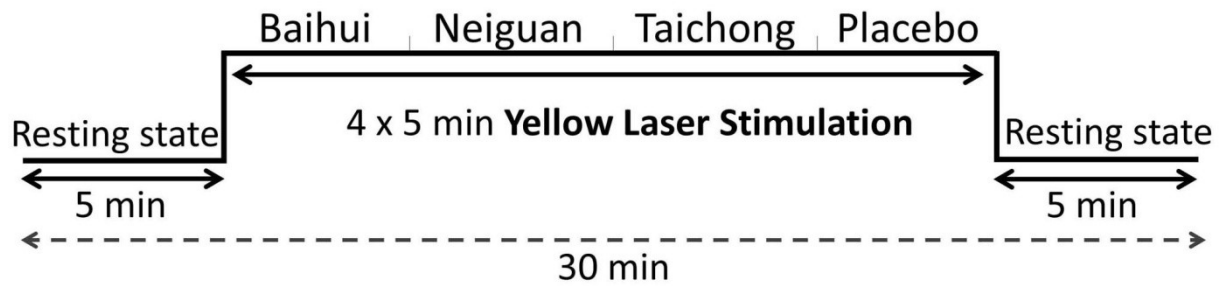 Baihui Neiguan Taichong Placebo
4 x 5 min Yellow Laser Stimulation
Resting state Resting state
5 min 5 min
30 min